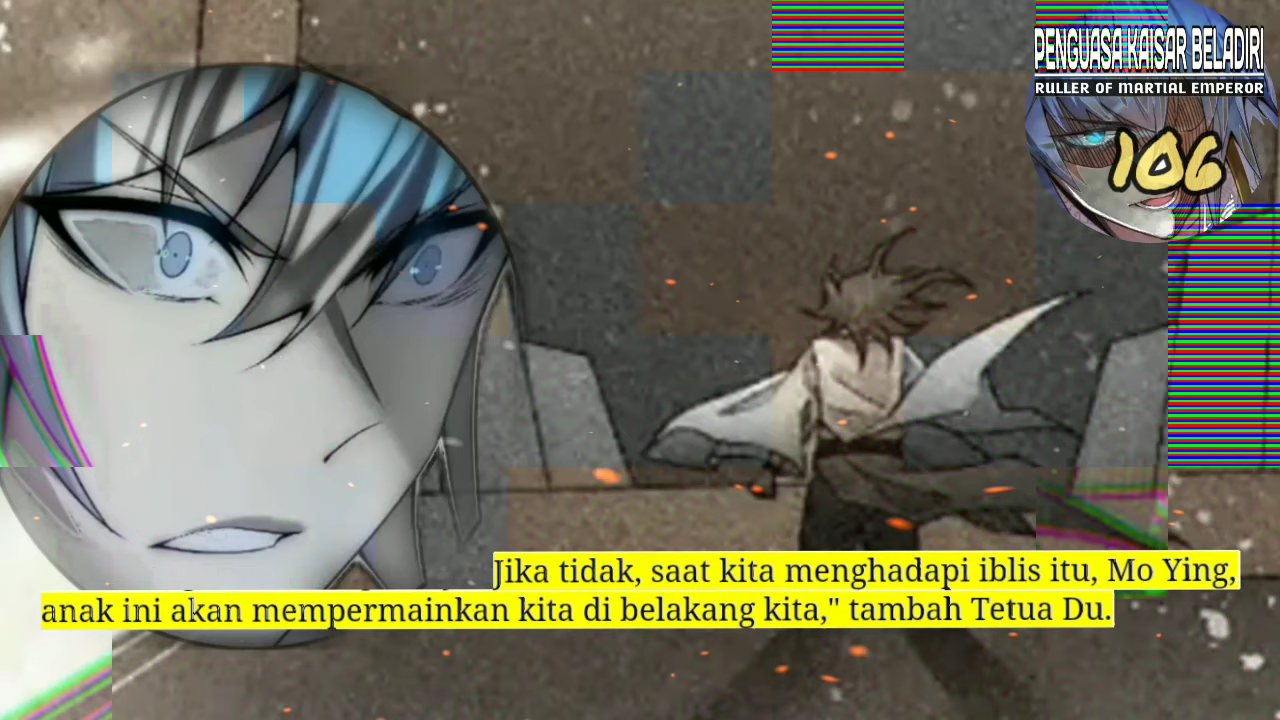 PENGUASA KAISAR BELADIRI
RULLER OF MARTIAL EMPEROR
106
Jika tidak, saat kita menghadapi iblis itu, Mo Ying,
anak ini akan mempermainkan kita di belakang kita," tambah Tetua Du.